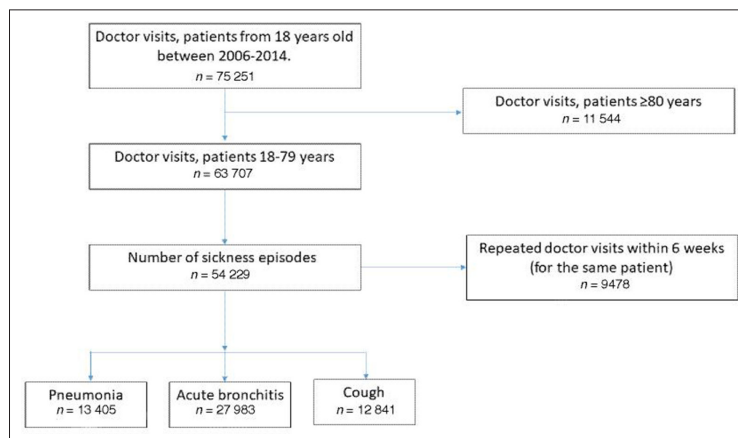 Doctor visits, patients from 18 years old
between 2006-2014.
n = 75 251
Doctor visits, patients ≥80 years
n = 11 544
Doctor visits, patients 18-79 years
n = 63 707
Number of sickness episodes
n = 54 229
Repeated doctor visits within 6 weeks
(for the same patient)
n = 9478
Pneumonia
n = 13 405
Acute bronchitis
n = 27 983
Cough
n = 12 841